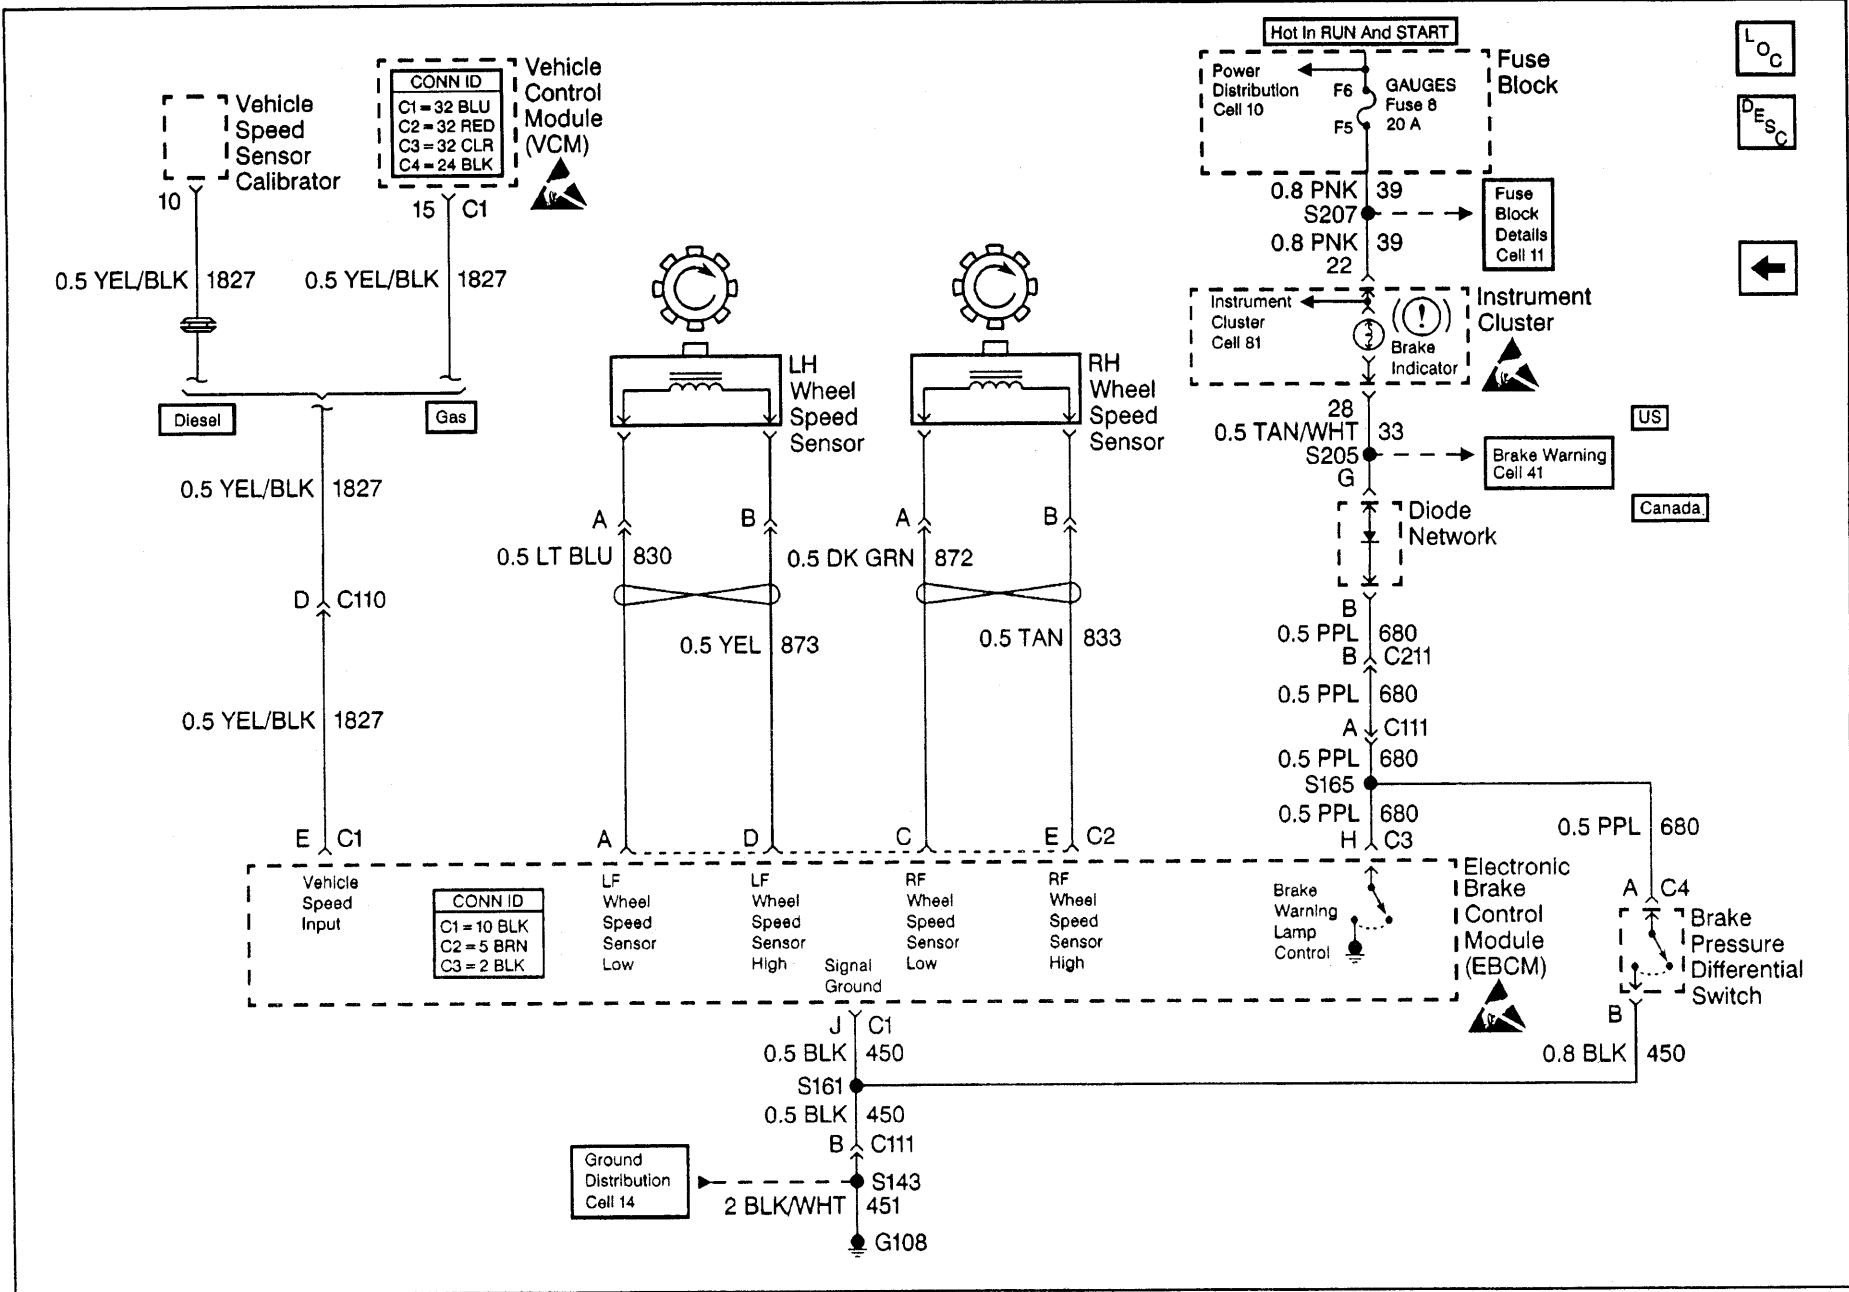 Hot In RUN And START
L
O
C
D
E
S
C
Vehicle
Speed
Sensor
Calibrator
10
CONN ID
C1=32 BLU
C2=32 RED
C3=32 CLR
C4=24 BLK
Vehicle
Control
Module
(VCM)
15 C1
Power
Distribution
Cell 10
F6
F5
GAUGES
Fuse 8
20 A
Fuse
Block
0.8 PNK 39
S207
0.8 PNK 39
22
Fuse
Block
Details
Cell 11
0.5 YEL/BLK 1827
0.5 YEL/BLK 1827
Diesel
Gas
Instrument
Cluster
Cell 81
!
Brake
Indicator
Instrument
Cluster
LH
Wheel
Speed
Sensor
RH
Wheel
Speed
Sensor
28
0.5 TAN/WHT 33
S205
G
Brake Warning
Cell 41
US
Canada
Diode
Network
0.5 YEL/BLK 1827
A
B
A
B
0.5 LT BLU 830
0.5 DK GRN 872
D C110
0.5 YEL 873
0.5 TAN 833
B
0.5 PPL 680
B C211
0.5 PPL 680
A C111
0.5 PPL 680
S165
0.5 PPL 680
H C3
0.5 PPL 680
A C4
0.5 YEL/BLK 1827
E C1
A
D
C
E C2
Vehicle
Speed
Input
CONN ID
C1=10 BLK
C2=5 BRN
C3=2 BLK
LF
Wheel
Speed
Sensor
Low
LF
Wheel
Speed
Sensor
High
Signal
Ground
RF
Wheel
Speed
Sensor
Low
RF
Wheel
Speed
Sensor
High
Brake
Warning
Lamp
Control
Electronic
Brake
Control
Module
(EBCM)
Brake
Pressure
Differential
Switch
B
0.8 BLK 450
J C1
0.5 BLK 450
S161
0.5 BLK 450
B C111
Ground
Distribution
Cell 14
S143
2 BLK/WHT 451
G108